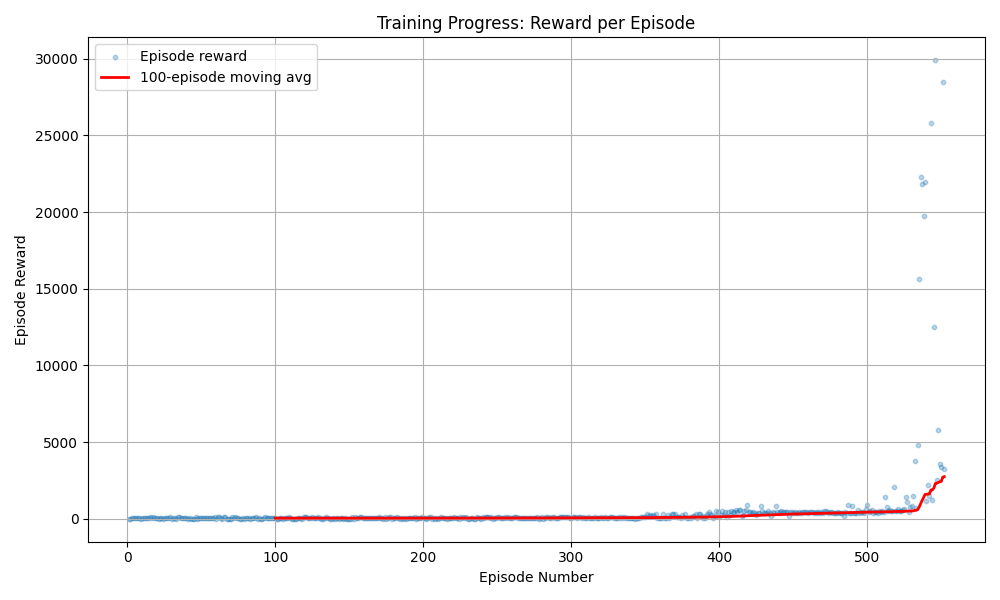 Training Progress: Reward per Episode
Episode reward
100-episode moving avg
30000
25000
20000
15000
10000
5000
0
Episode Reward
0 100 200 300 400 500
Episode Number